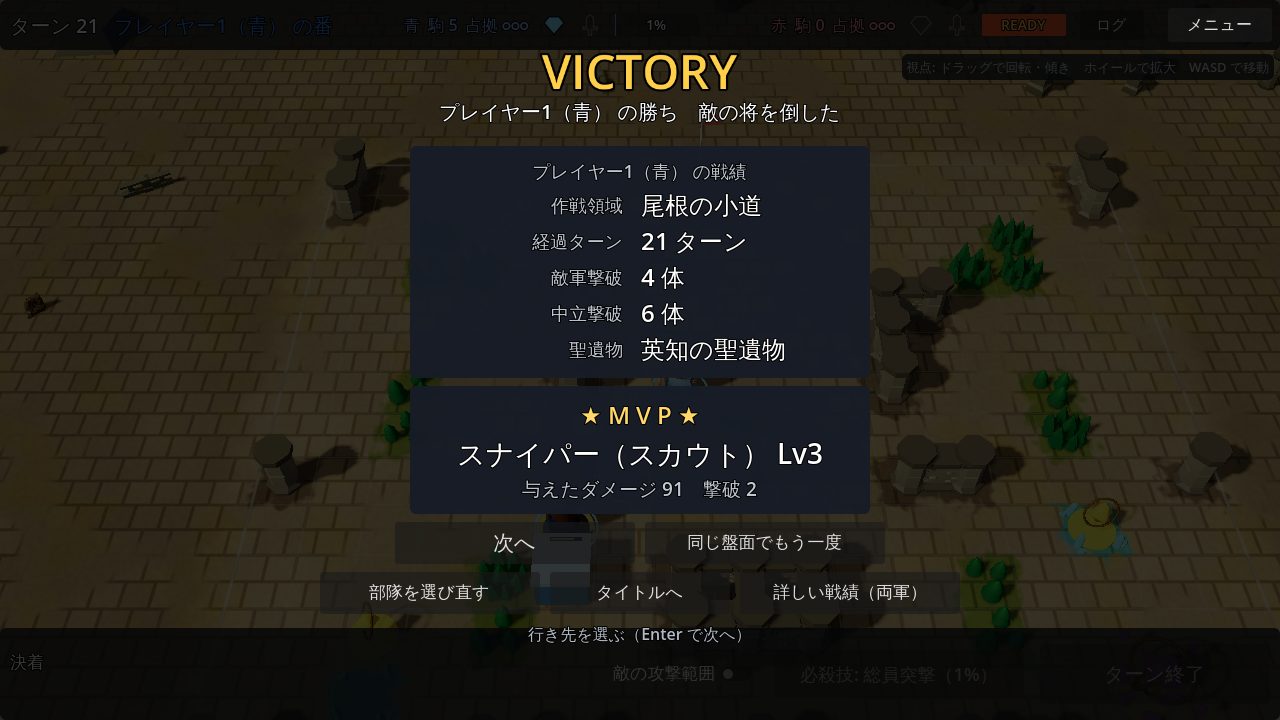 ターン 21 プレイヤー1（青） の番 青 駒 5 占拠 ○○○ 1% 赤 駒 0 占拠 ○○○ READY ログ メニュー
視点: ドラッグで回転・傾き ホイールで拡大 WASD で移動
VICTORY
プレイヤー1（青） の勝ち 敵の将を倒した
プレイヤー1（青） の戦績
作戦領域 尾根の小道
経過ターン 21 ターン
敵軍撃破 4 体
中立撃破 6 体
聖遺物 英知の聖遺物
★ M V P ★
スナイパー（スカウト） Lv3
与えたダメージ 91 撃破 2
次へ 同じ盤面でもう一度
部隊を選び直す タイトルへ 詳しい戦績（両軍）
行き先を選ぶ（Enter で次へ）
決着
敵の攻撃範囲 ● 必殺技: 総員突撃（1%） ターン終了